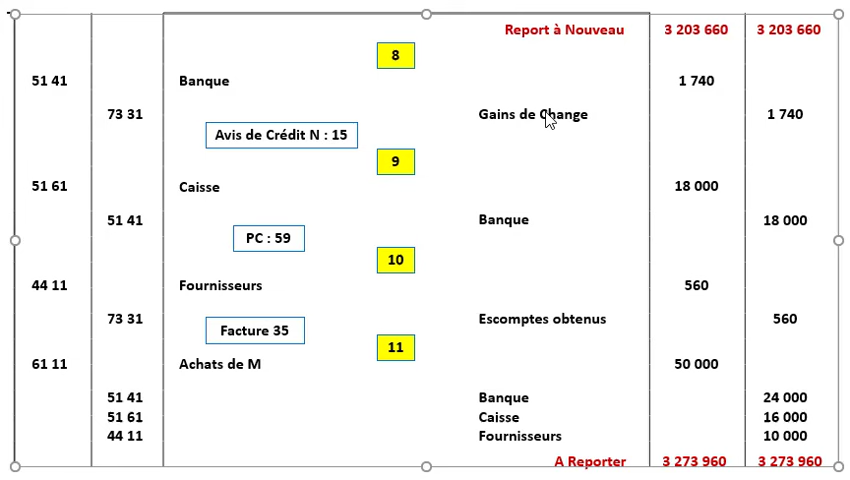 Report à Nouveau 3 203 660 3 203 660
8
51 41 Banque 1 740
73 31 Gains de Change 1 740
Avis de Crédit N : 15
9
51 61 Caisse 18 000
51 41 Banque 18 000
PC : 59
10
44 11 Fournisseurs 560
73 31 Escomptes obtenus 560
Facture 35
11
61 11 Achats de M 50 000
51 41 Banque 24 000
51 61 Caisse 16 000
44 11 Fournisseurs 10 000
A Reporter 3 273 960 3 273 960